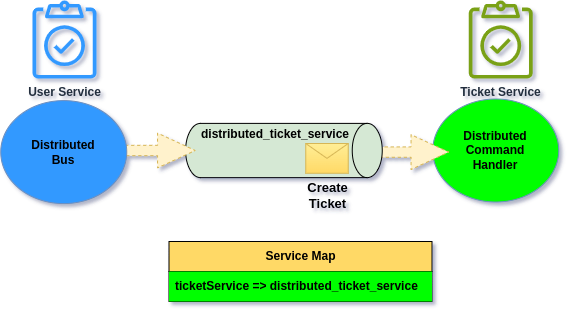 User Service
Ticket Service
Distributed
Bus
distributed_ticket_service
Create
Ticket
Distributed
Command
Handler
Service Map
ticketService => distributed_ticket_service